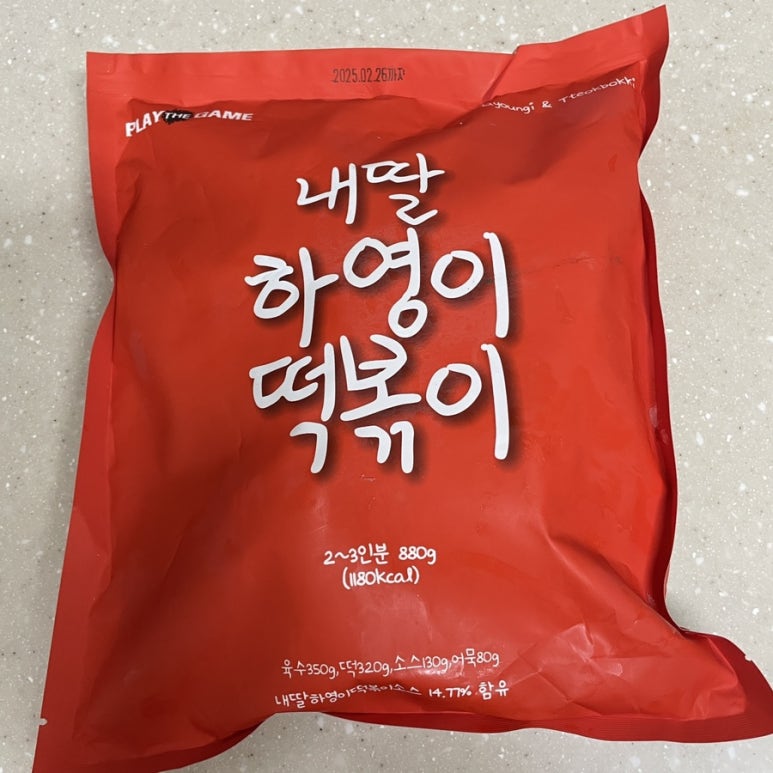 2025.02.26까지
PLAY THE GAME
& Tteokbokki
내딸
하영이
떡볶이
2~3인분 880g
(1180kcal)
육수350g,떡320g,소스130g,어묵80g
내딸하영이떡볶이소스 14.77% 함유